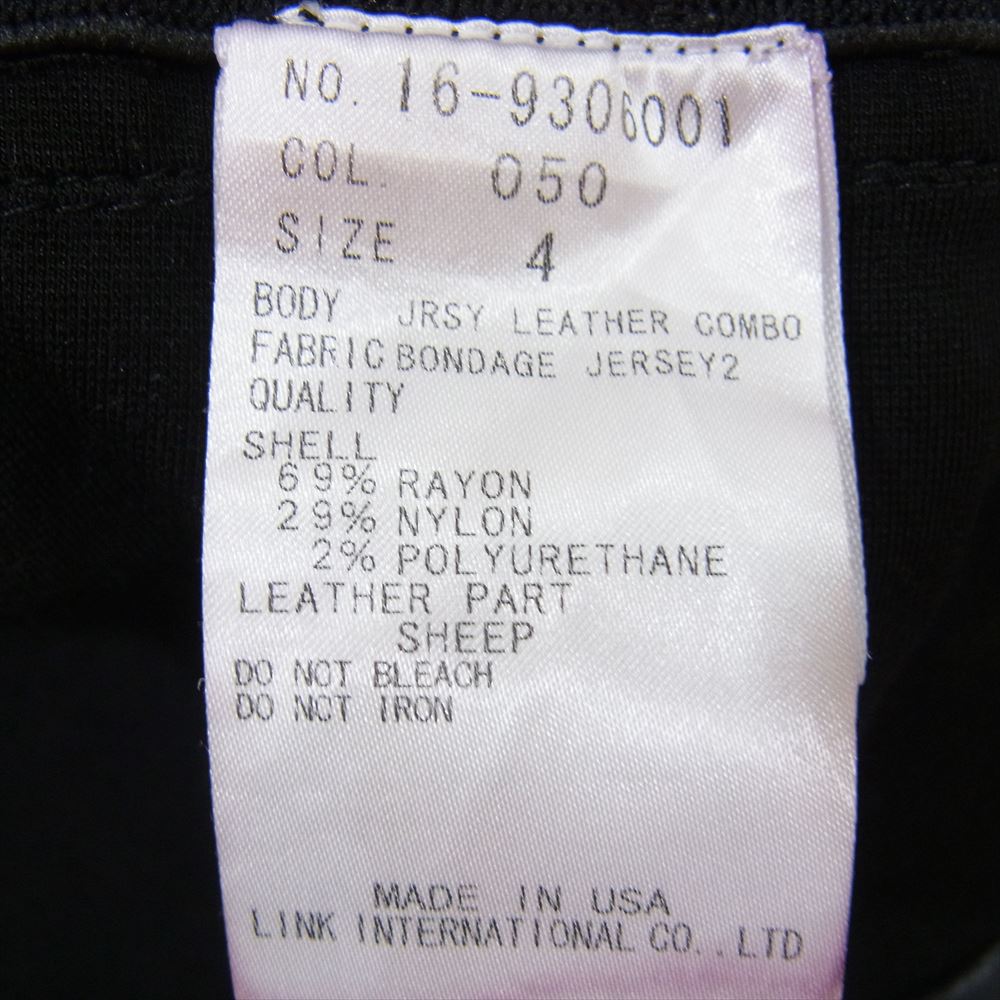 NO. 16-9306001
COL. 050
SIZE 4
BODY JRSY LEATHER COMBO
FABRIC BONDAGE JERSEY2
QUALITY
SHELL
69% RAYON
29% NYLON
2% POLYURETHANE
LEATHER PART
SHEEP
DO NOT BLEACH
DO NOT IRON
MADE IN USA
LINK INTERNATIONAL CO..LTD